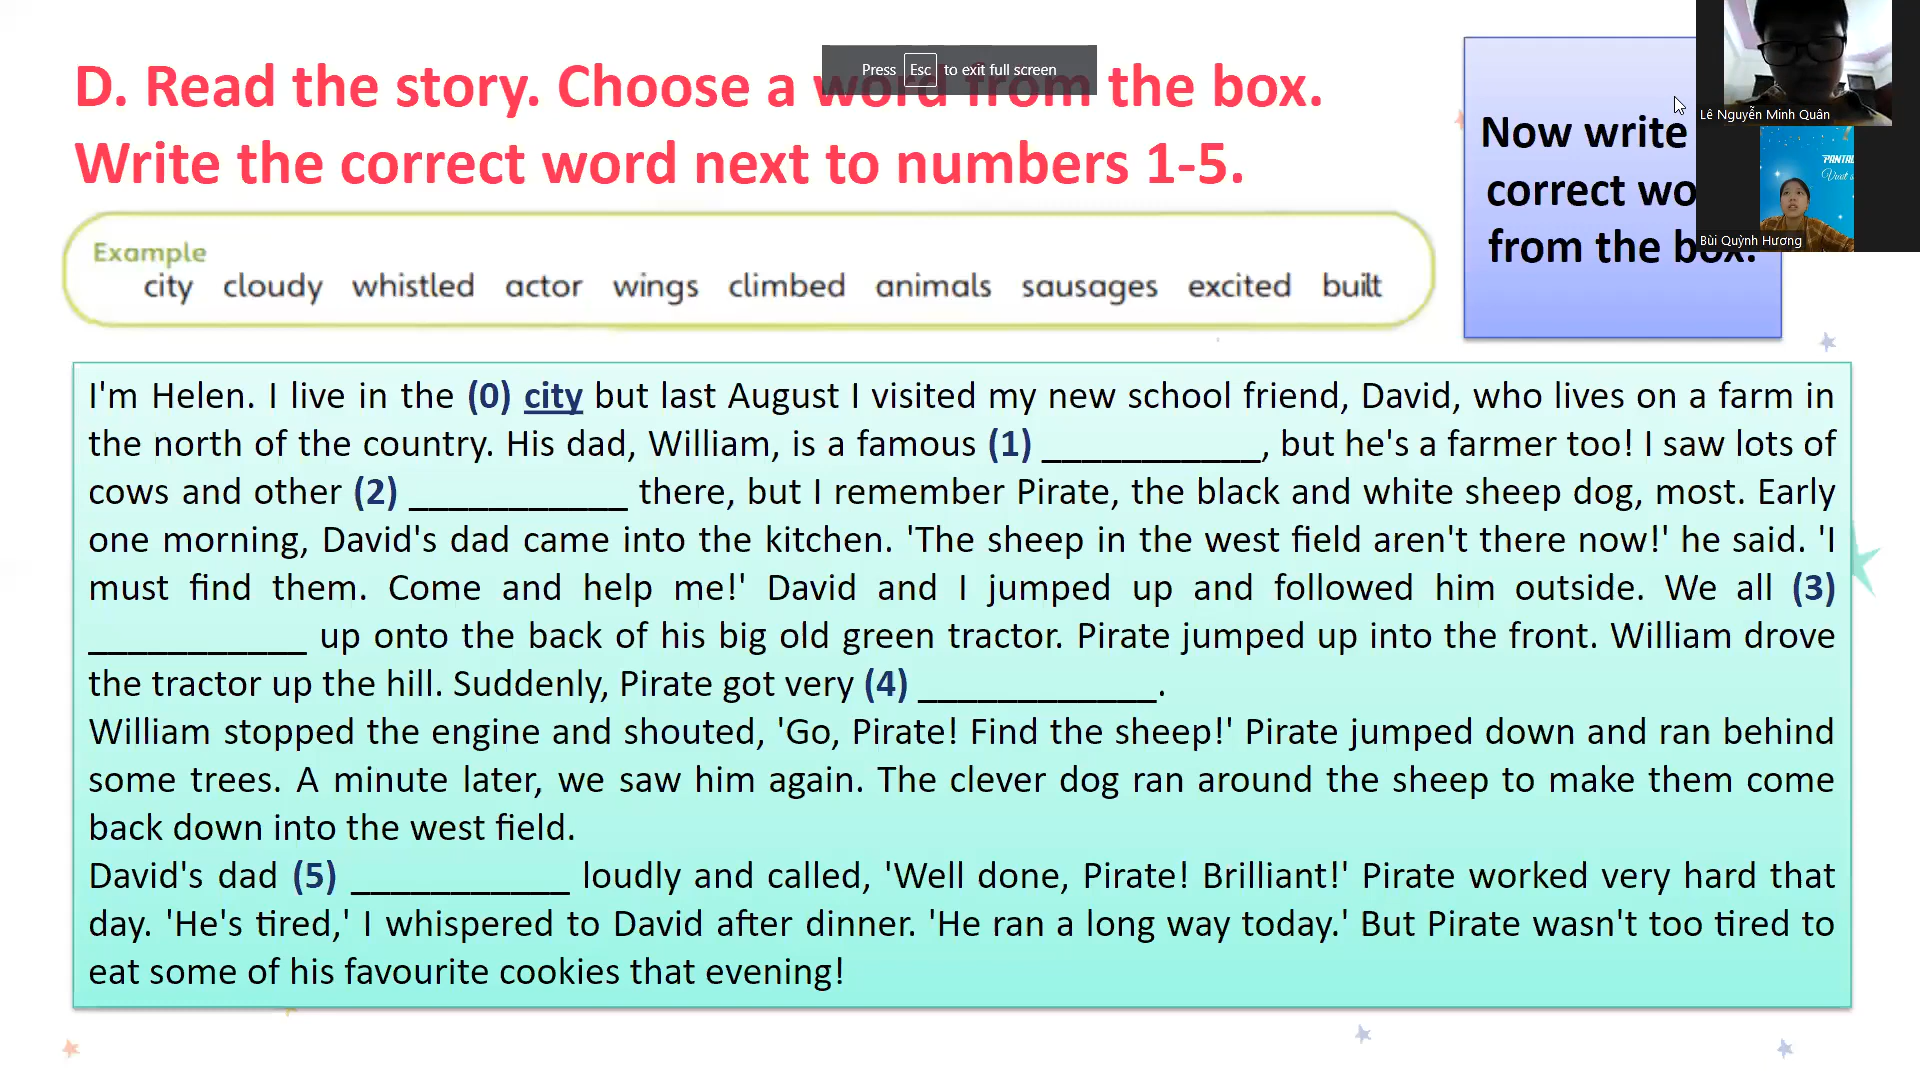 D. Read the story. Choose a word from the box.
Write the correct word next to numbers 1-5.
Press Esc to exit full screen
Now write
correct wo
from the box.
Lê Nguyễn Minh Quân
Bùi Quỳnh Hương
Example
city cloudy whistled actor wings climbed animals sausages excited built
I'm Helen. I live in the (0) city but last August I visited my new school friend, David, who lives on a farm in
the north of the country. His dad, William, is a famous (1) ___________, but he's a farmer too! I saw lots of
cows and other (2) ___________ there, but I remember Pirate, the black and white sheep dog, most. Early
one morning, David's dad came into the kitchen. 'The sheep in the west field aren't there now!' he said. 'I
must find them. Come and help me!' David and I jumped up and followed him outside. We all (3)
___________ up onto the back of his big old green tractor. Pirate jumped up into the front. William drove
the tractor up the hill. Suddenly, Pirate got very (4) ____________.
William stopped the engine and shouted, 'Go, Pirate! Find the sheep!' Pirate jumped down and ran behind
some trees. A minute later, we saw him again. The clever dog ran around the sheep to make them come
back down into the west field.
David's dad (5) ___________ loudly and called, 'Well done, Pirate! Brilliant!' Pirate worked very hard that
day. 'He's tired,' I whispered to David after dinner. 'He ran a long way today.' But Pirate wasn't too tired to
eat some of his favourite cookies that evening!